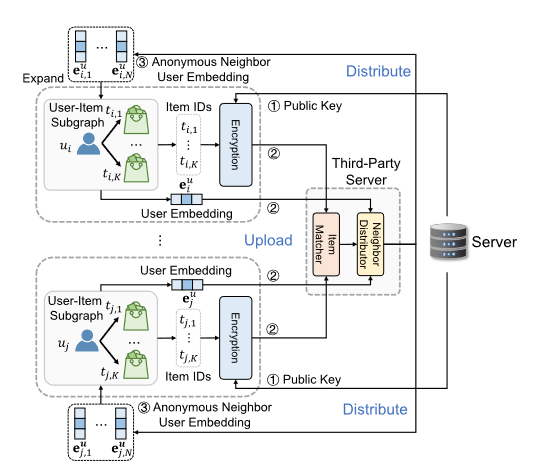 e^u_{i,1} ... e^u_{i,N}
③ Anonymous Neighbor
User Embedding
Distribute
Expand
User-Item
Subgraph
t_{i,1}
u_i
...
t_{i,K}
Item IDs
t_{i,1}
⋮
t_{i,K}
Encryption
① Public Key
②
e^u_i
User Embedding
②
Third-Party
Server
Item
Matcher
Neighbor
Distributor
Server
⋮
Upload
User Embedding
e^u_j
②
User-Item
Subgraph
t_{j,1}
u_j
...
t_{j,K}
t_{j,1}
⋮
t_{j,K}
Item IDs
Encryption
②
① Public Key
③ Anonymous Neighbor
User Embedding
Distribute
e^u_{j,1} ... e^u_{j,N}